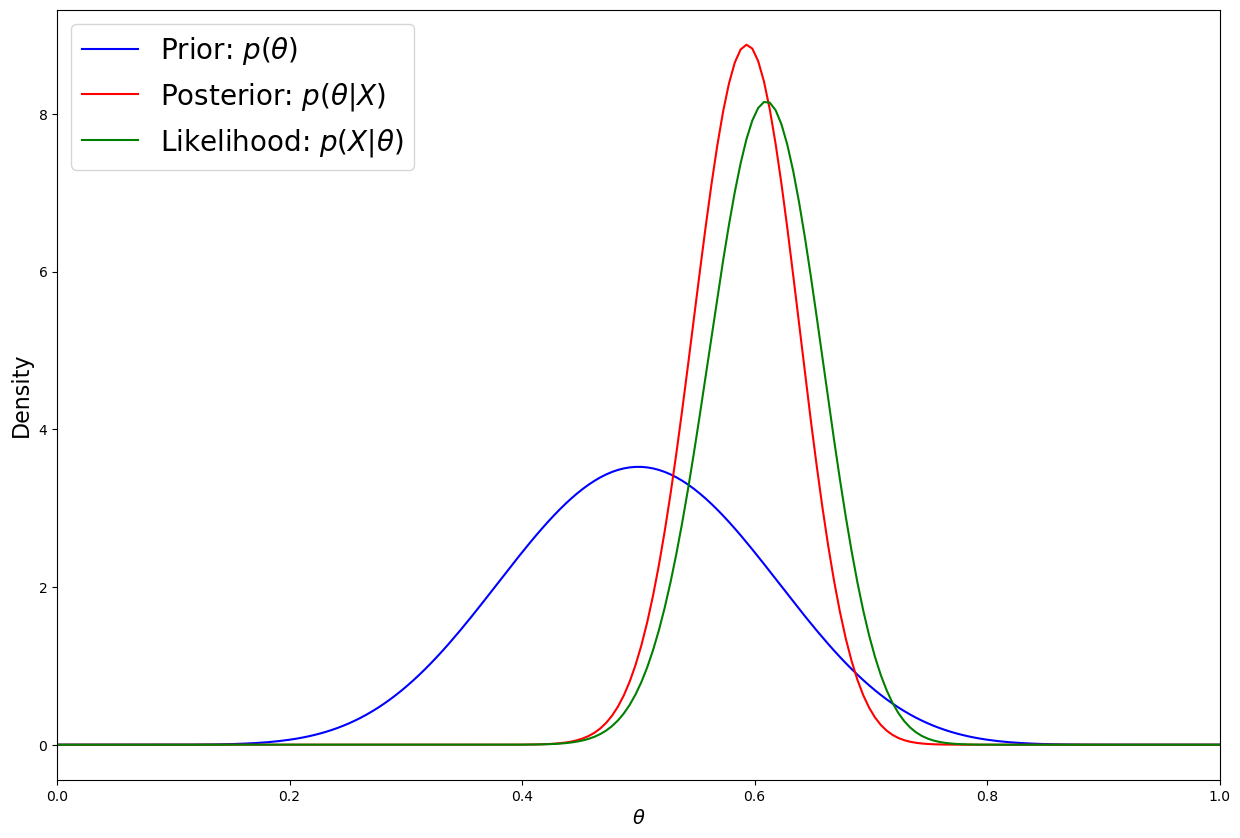 Prior: p(θ)
Posterior: p(θ|X)
Likelihood: p(X|θ)
Density
8
6
4
2
0
0.0 0.2 0.4 0.6 0.8 1.0
θ